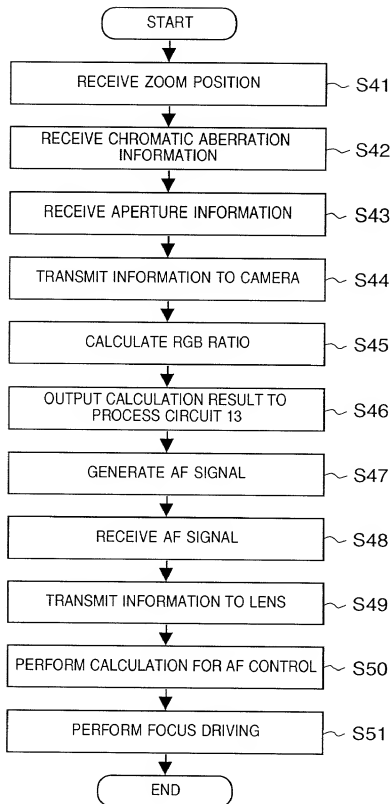 START
RECEIVE ZOOM POSITION S41
RECEIVE CHROMATIC ABERRATION
INFORMATION S42
RECEIVE APERTURE INFORMATION S43
TRANSMIT INFORMATION TO CAMERA S44
CALCULATE RGB RATIO S45
OUTPUT CALCULATION RESULT TO
PROCESS CIRCUIT 13 S46
GENERATE AF SIGNAL S47
RECEIVE AF SIGNAL S48
TRANSMIT INFORMATION TO LENS S49
PERFORM CALCULATION FOR AF CONTROL S50
PERFORM FOCUS DRIVING S51
END